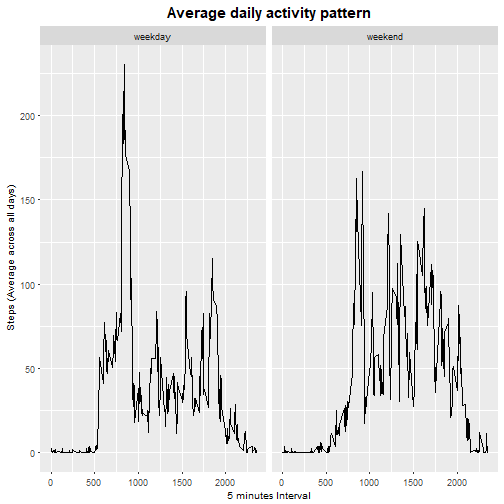 Average daily activity pattern
weekday weekend
200
150
100
50
0
0 500 1000 1500 2000 0 500 1000 1500 2000
Steps (Average across all days)
5 minutes Interval